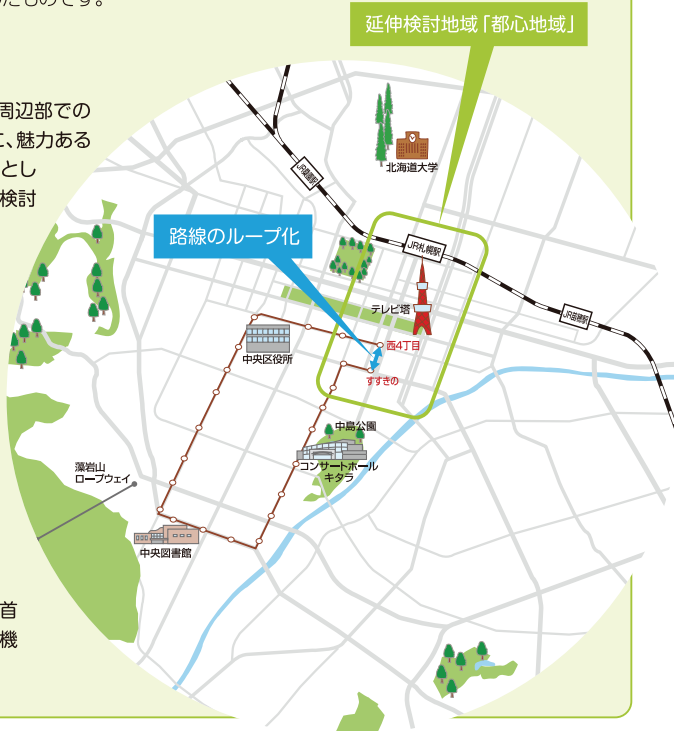 たものです。
延伸検討地域「都心地域」
周辺部での
に、魅力ある
とし
検討
北海道大学
JR桑園駅
路線のループ化
JR札幌駅
テレビ塔
JR苗穂駅
中央区役所
西4丁目
すすきの
中島公園
コンサートホール
キタラ
藻岩山
ロープウェイ
中央図書館
首
機